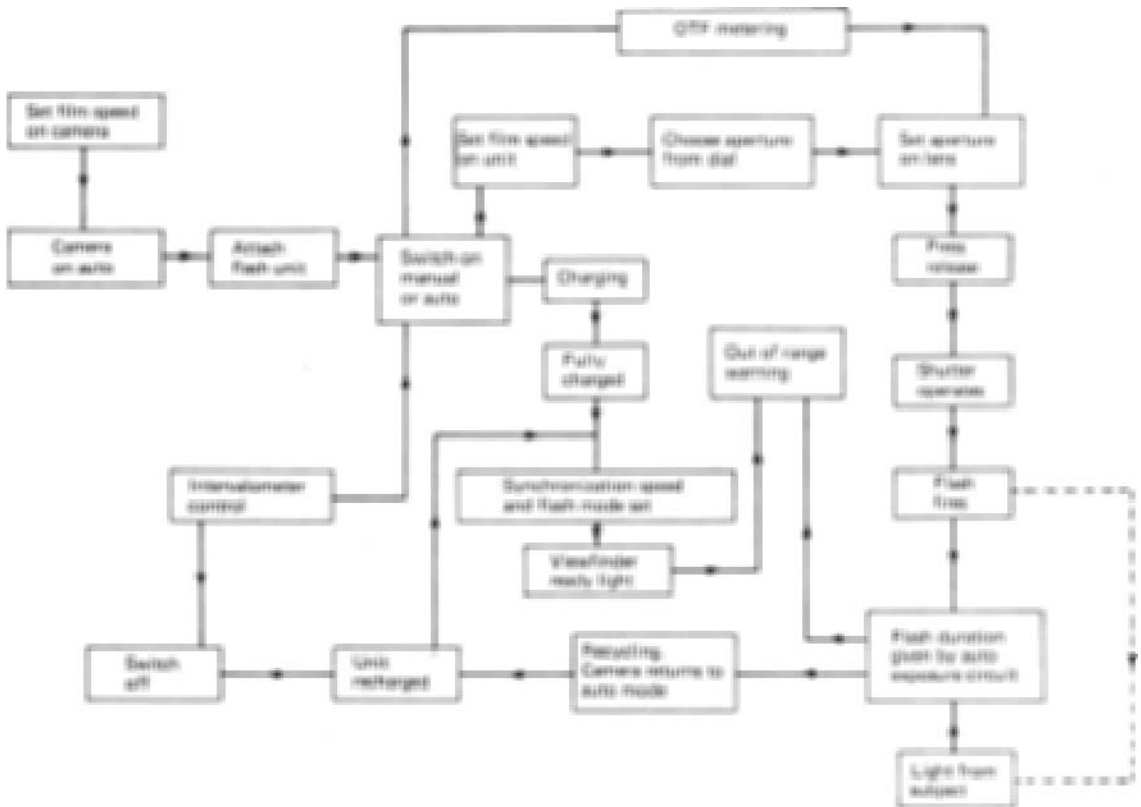 OTF metering
Set film speed
on camera
Set film speed
on unit
Choose aperture
from dial
Set aperture
on lens
Camera
on auto
Attach
flash unit
Switch on
manual
or auto
Charging
Press
release
Fully
charged
Out of range
warning
Shutter
operates
Intervalometer
control
Synchronization speed
and flash mode set
Flash
fires
Viewfinder
ready light
Switch
off
Unit
recharged
Recycling.
Camera returns to
auto mode
Flash duration
given by auto
exposure circuit
Light from
subject